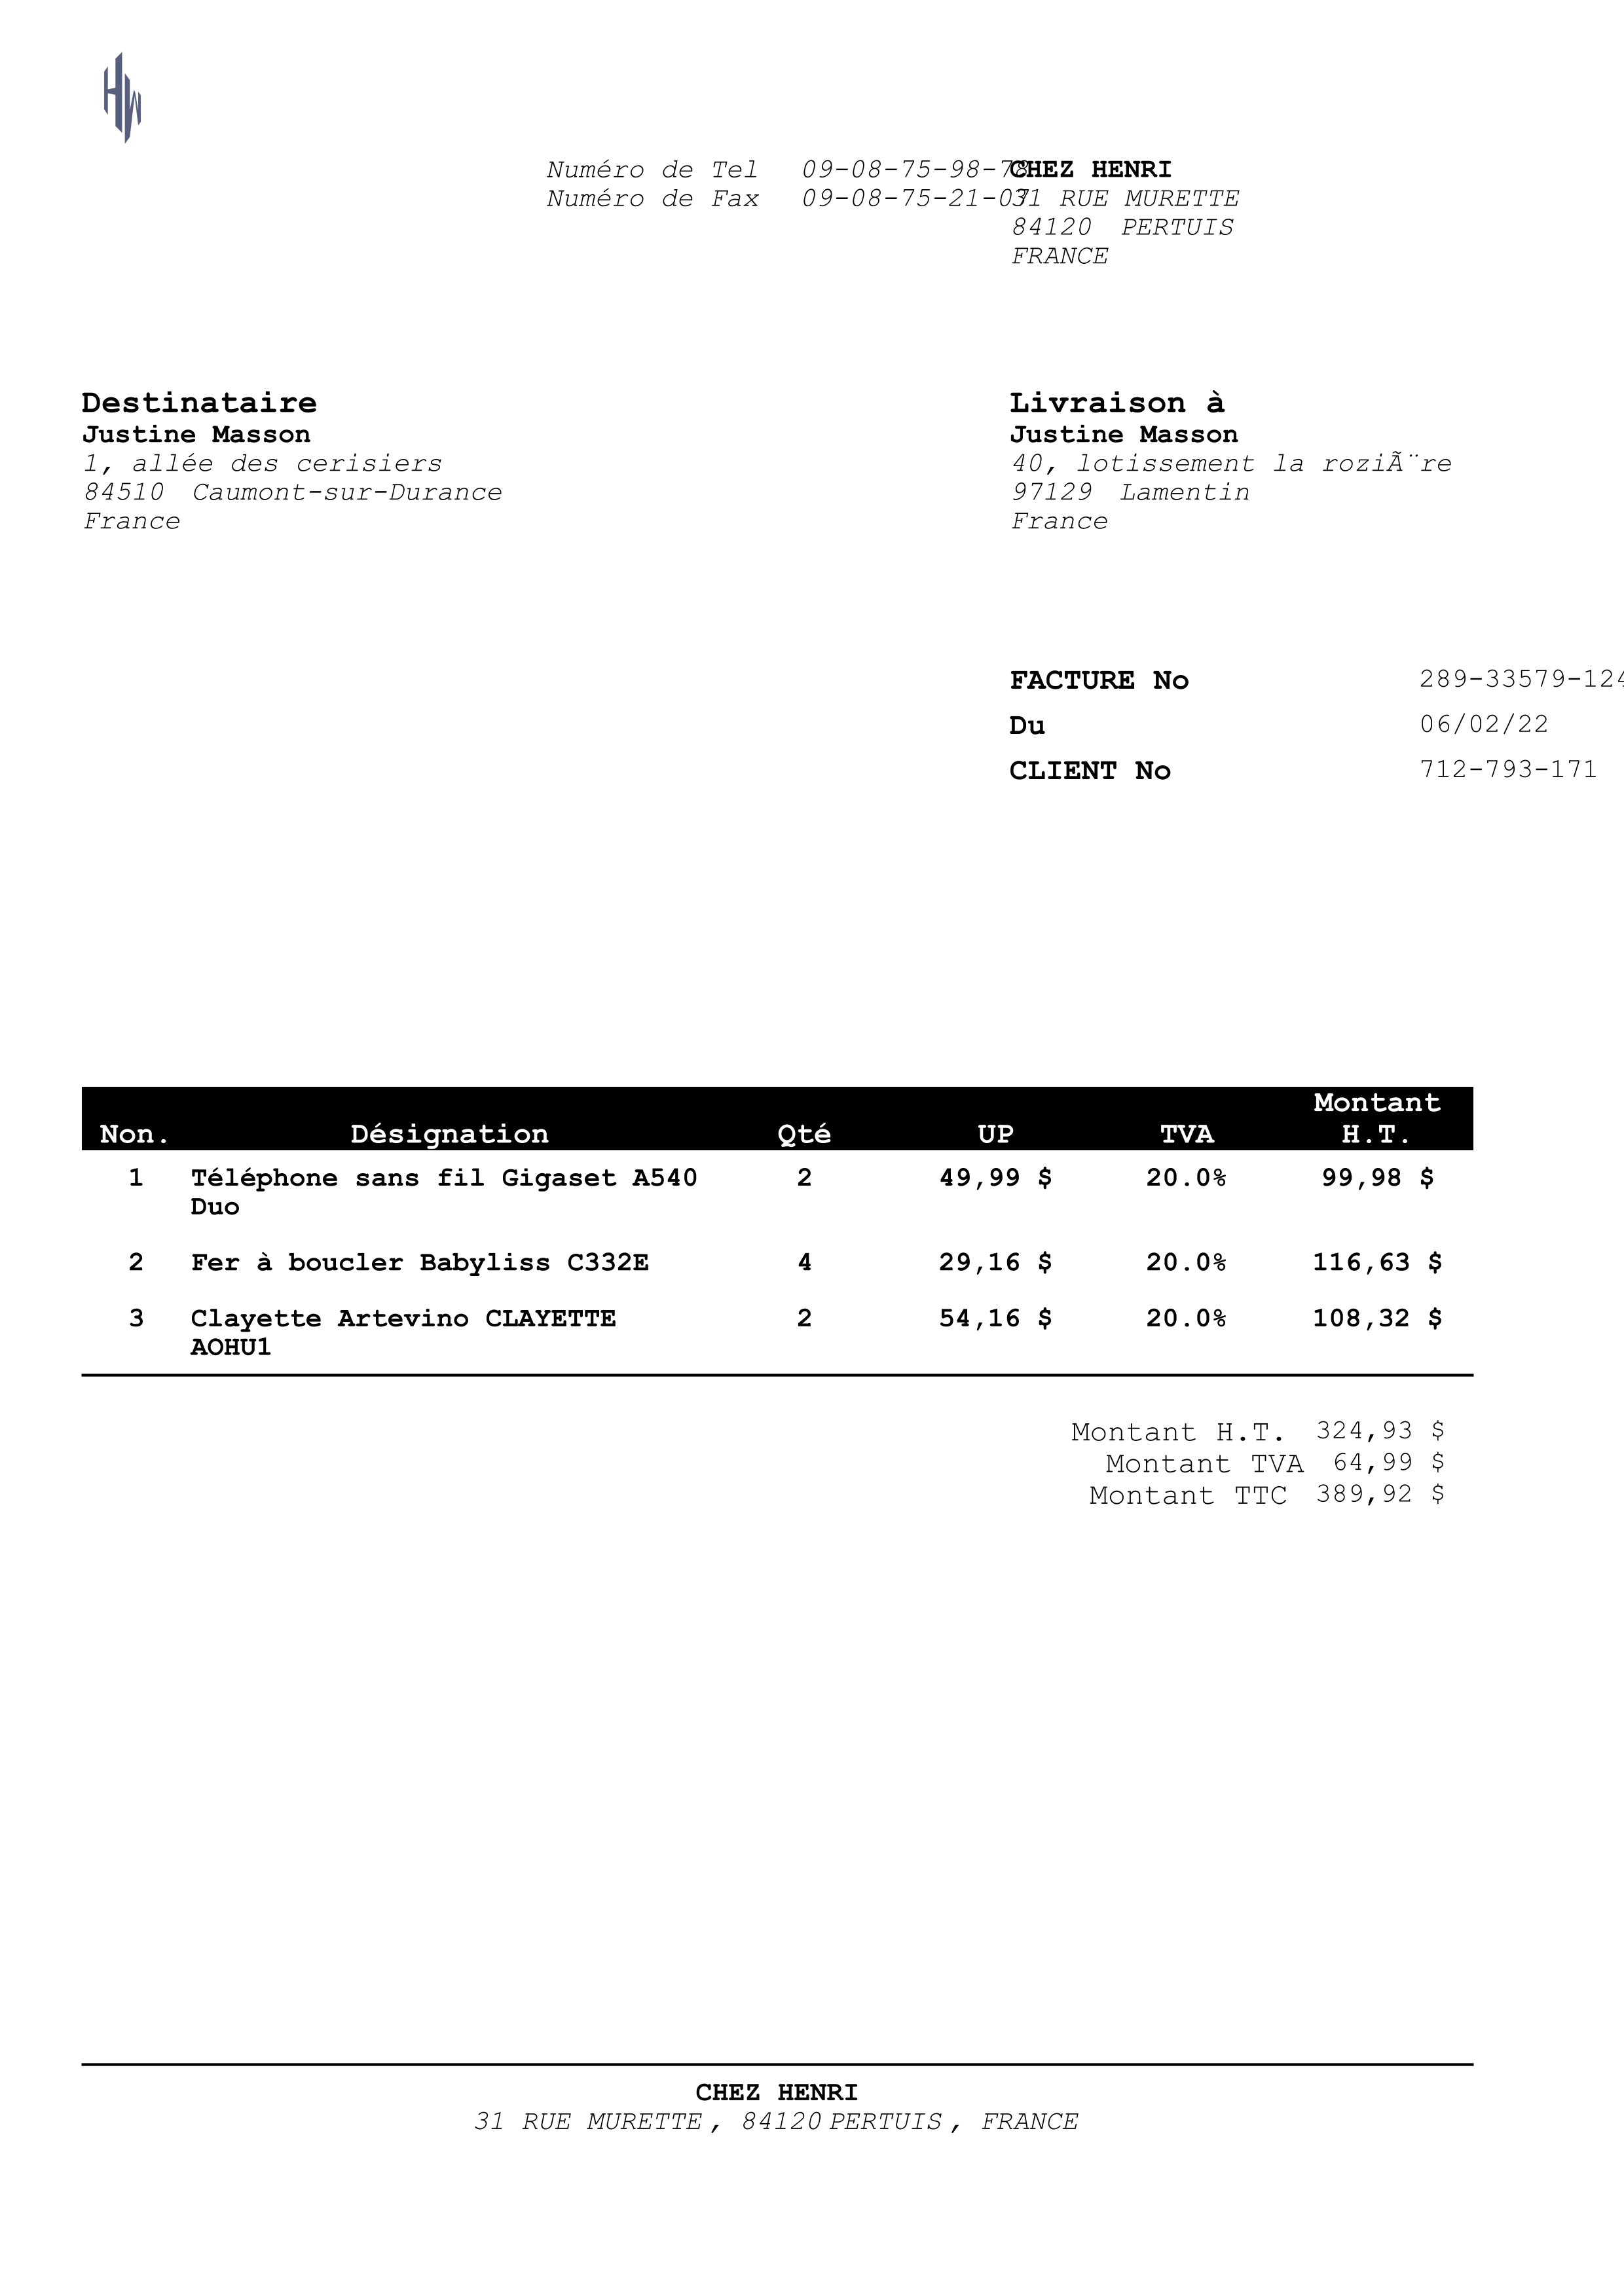 HW
Numéro de Tel 09-08-75-98-78 CHEZ HENRI
Numéro de Fax 09-08-75-21-07 31 RUE MURETTE
84120 PERTUIS
FRANCE
Destinataire
Justine Masson
1, allée des cerisiers
84510 Caumont-sur-Durance
France
Livraison à
Justine Masson
40, lotissement la roziÃ¨re
97129 Lamentin
France
FACTURE No 289-33579-124
Du 06/02/22
CLIENT No 712-793-171
Montant
Non. Désignation Qté UP TVA H.T.
1 Téléphone sans fil Gigaset A540 2 49,99 $ 20.0% 99,98 $
Duo
2 Fer à boucler Babyliss C332E 4 29,16 $ 20.0% 116,63 $
3 Clayette Artevino CLAYETTE 2 54,16 $ 20.0% 108,32 $
AOHU1
Montant H.T. 324,93 $
Montant TVA 64,99 $
Montant TTC 389,92 $
CHEZ HENRI
31 RUE MURETTE, 84120 PERTUIS, FRANCE